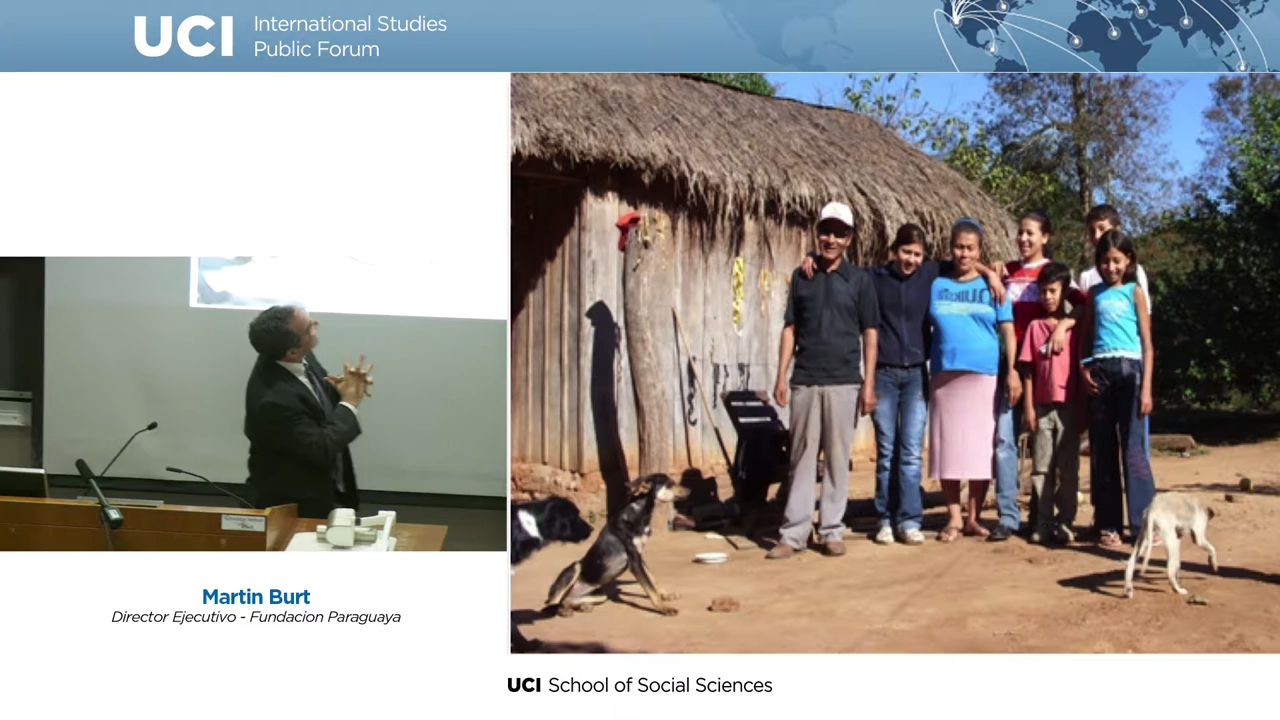 UCI International Studies
Public Forum
Martin Burt
Director Ejecutivo - Fundacion Paraguaya
UCI School of Social Sciences